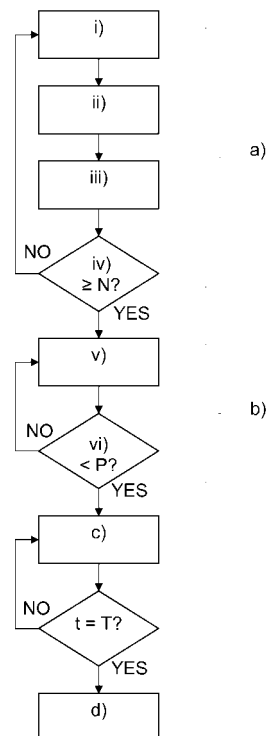 i)
ii)
a)
iii)
NO
iv)
≥ N?
YES
v)
b)
NO
vi)
< P?
YES
c)
NO
t = T?
YES
d)